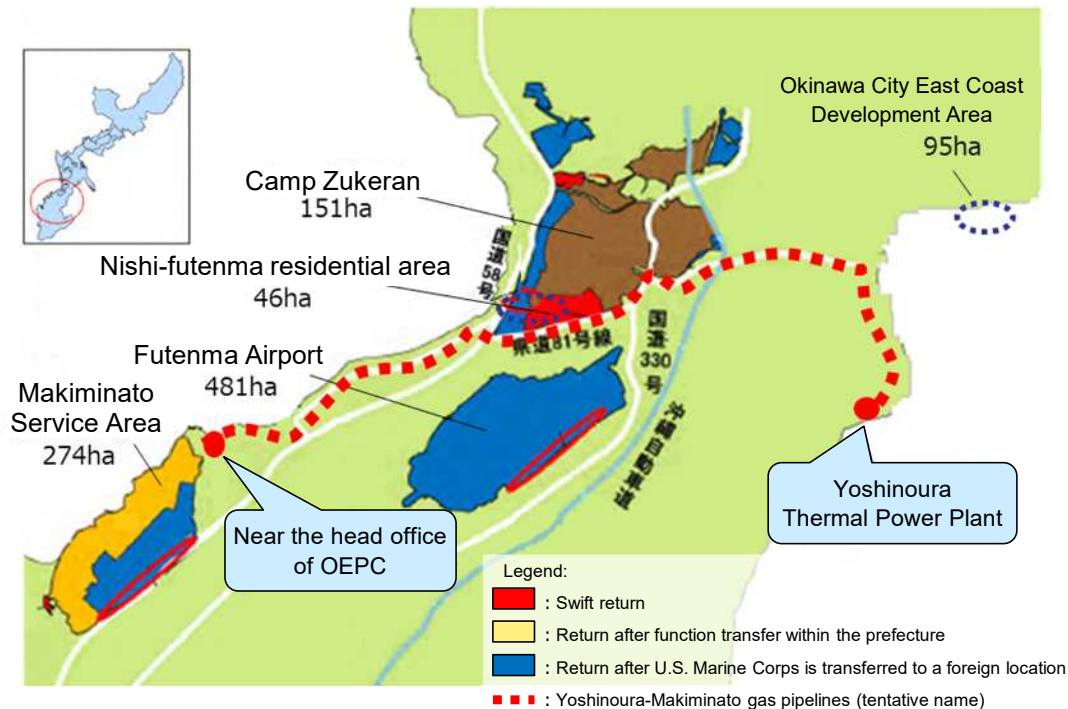 Okinawa City East Coast
Development Area
95ha
Camp Zukeran
151ha
Nishi-futenma residential area
46ha
国道58号
県道81号線
国道330号
Futenma Airport
481ha
Makiminato
Service Area
274ha
沖縄自動車道
Near the head office
of OEPC
Yoshinoura
Thermal Power Plant
Legend:
: Swift return
: Return after function transfer within the prefecture
: Return after U.S. Marine Corps is transferred to a foreign location
: Yoshinoura-Makiminato gas pipelines (tentative name)